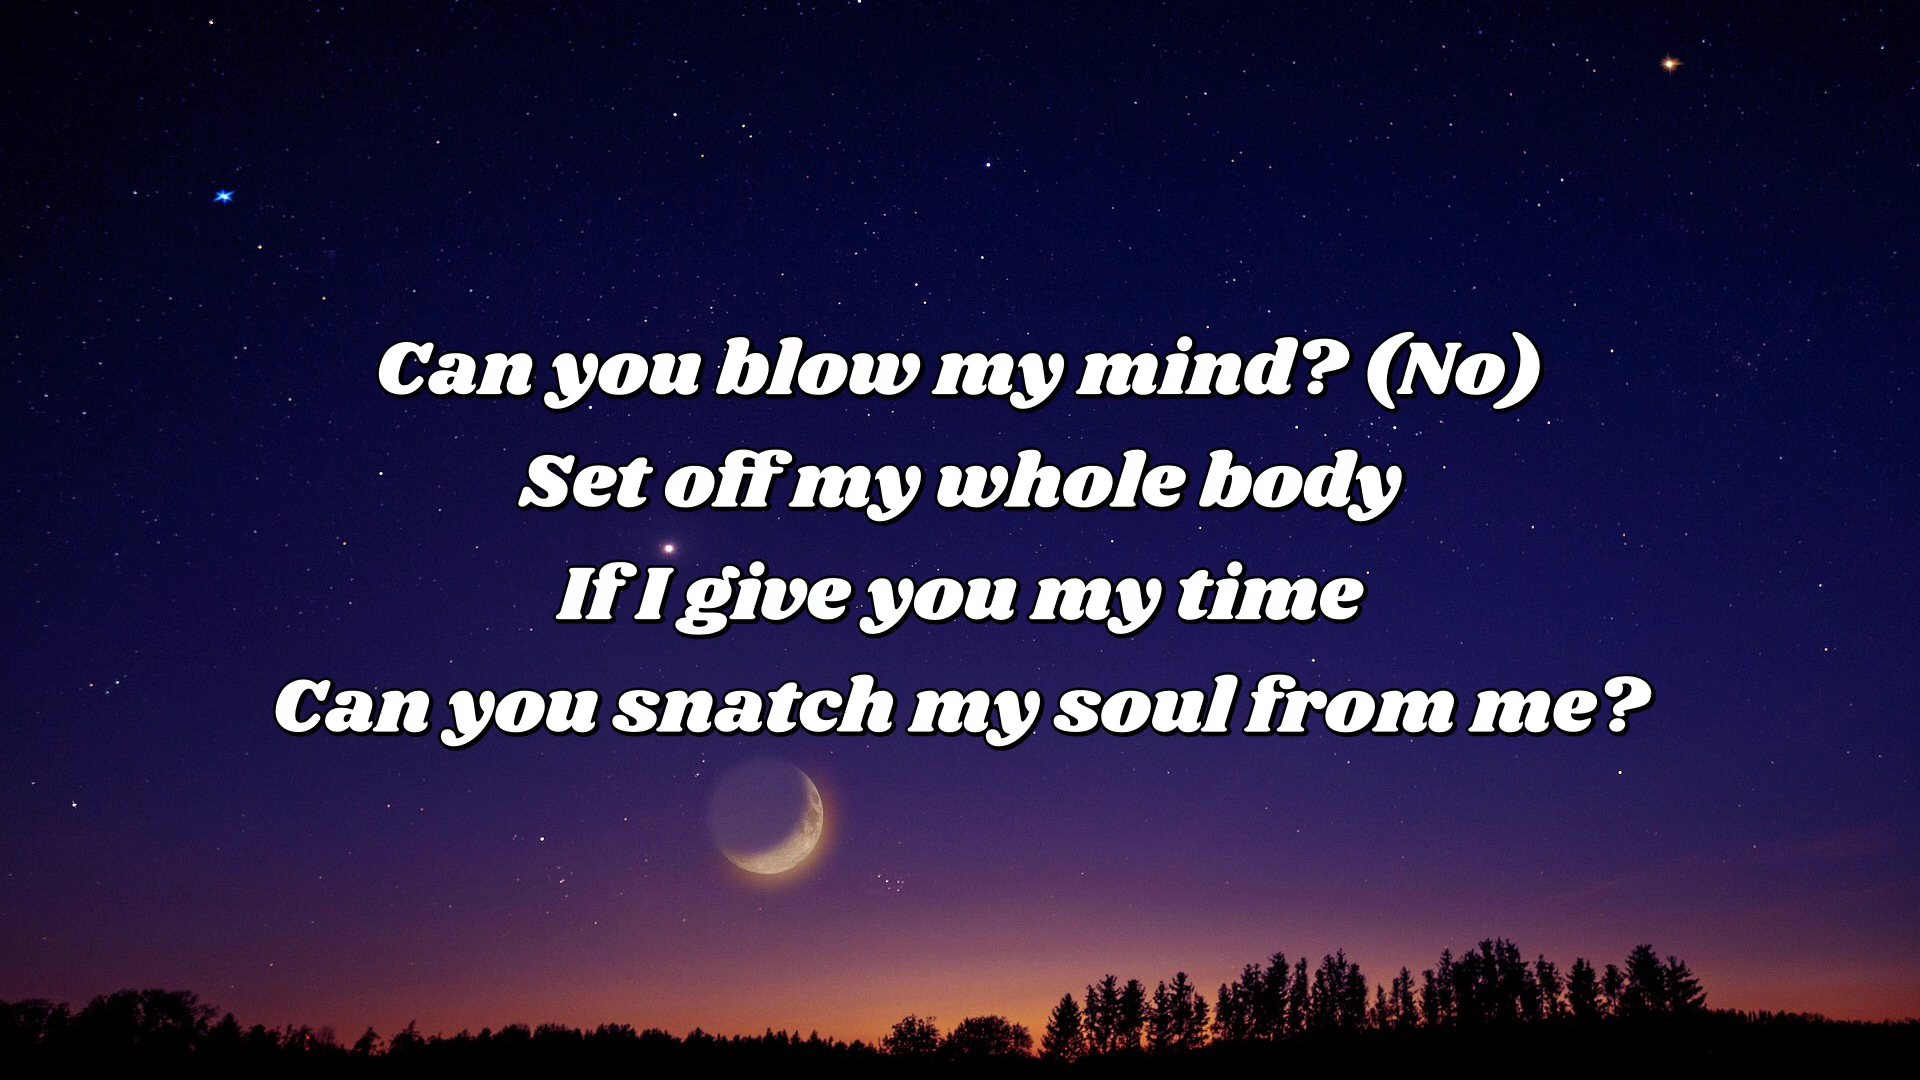 Can you blow my mind? (No)
Set off my whole body
If I give you my time
Can you snatch my soul from me?